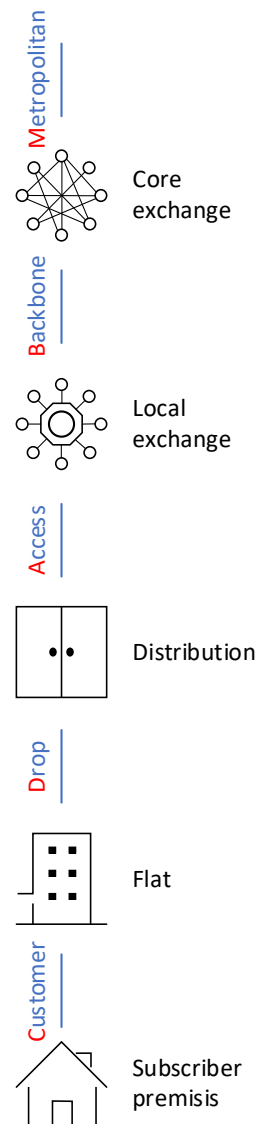 Metropolitan
Core
exchange
Backbone
Local
exchange
Access
Distribution
Drop
Flat
Customer
Subscriber
premisis